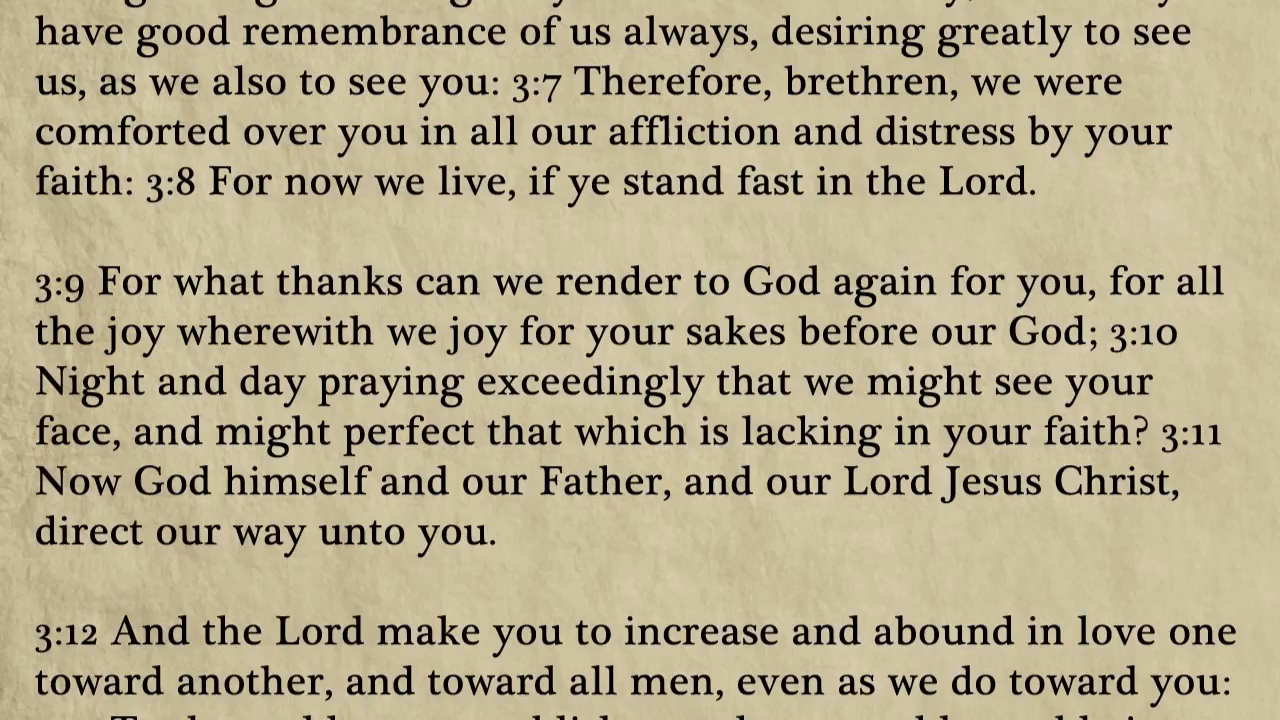 have good remembrance of us always, desiring greatly to see
us, as we also to see you: 3:7 Therefore, brethren, we were
comforted over you in all our affliction and distress by your
faith: 3:8 For now we live, if ye stand fast in the Lord.
3:9 For what thanks can we render to God again for you, for all
the joy wherewith we joy for your sakes before our God; 3:10
Night and day praying exceedingly that we might see your
face, and might perfect that which is lacking in your faith? 3:11
Now God himself and our Father, and our Lord Jesus Christ,
direct our way unto you.
3:12 And the Lord make you to increase and abound in love one
toward another, and toward all men, even as we do toward you: